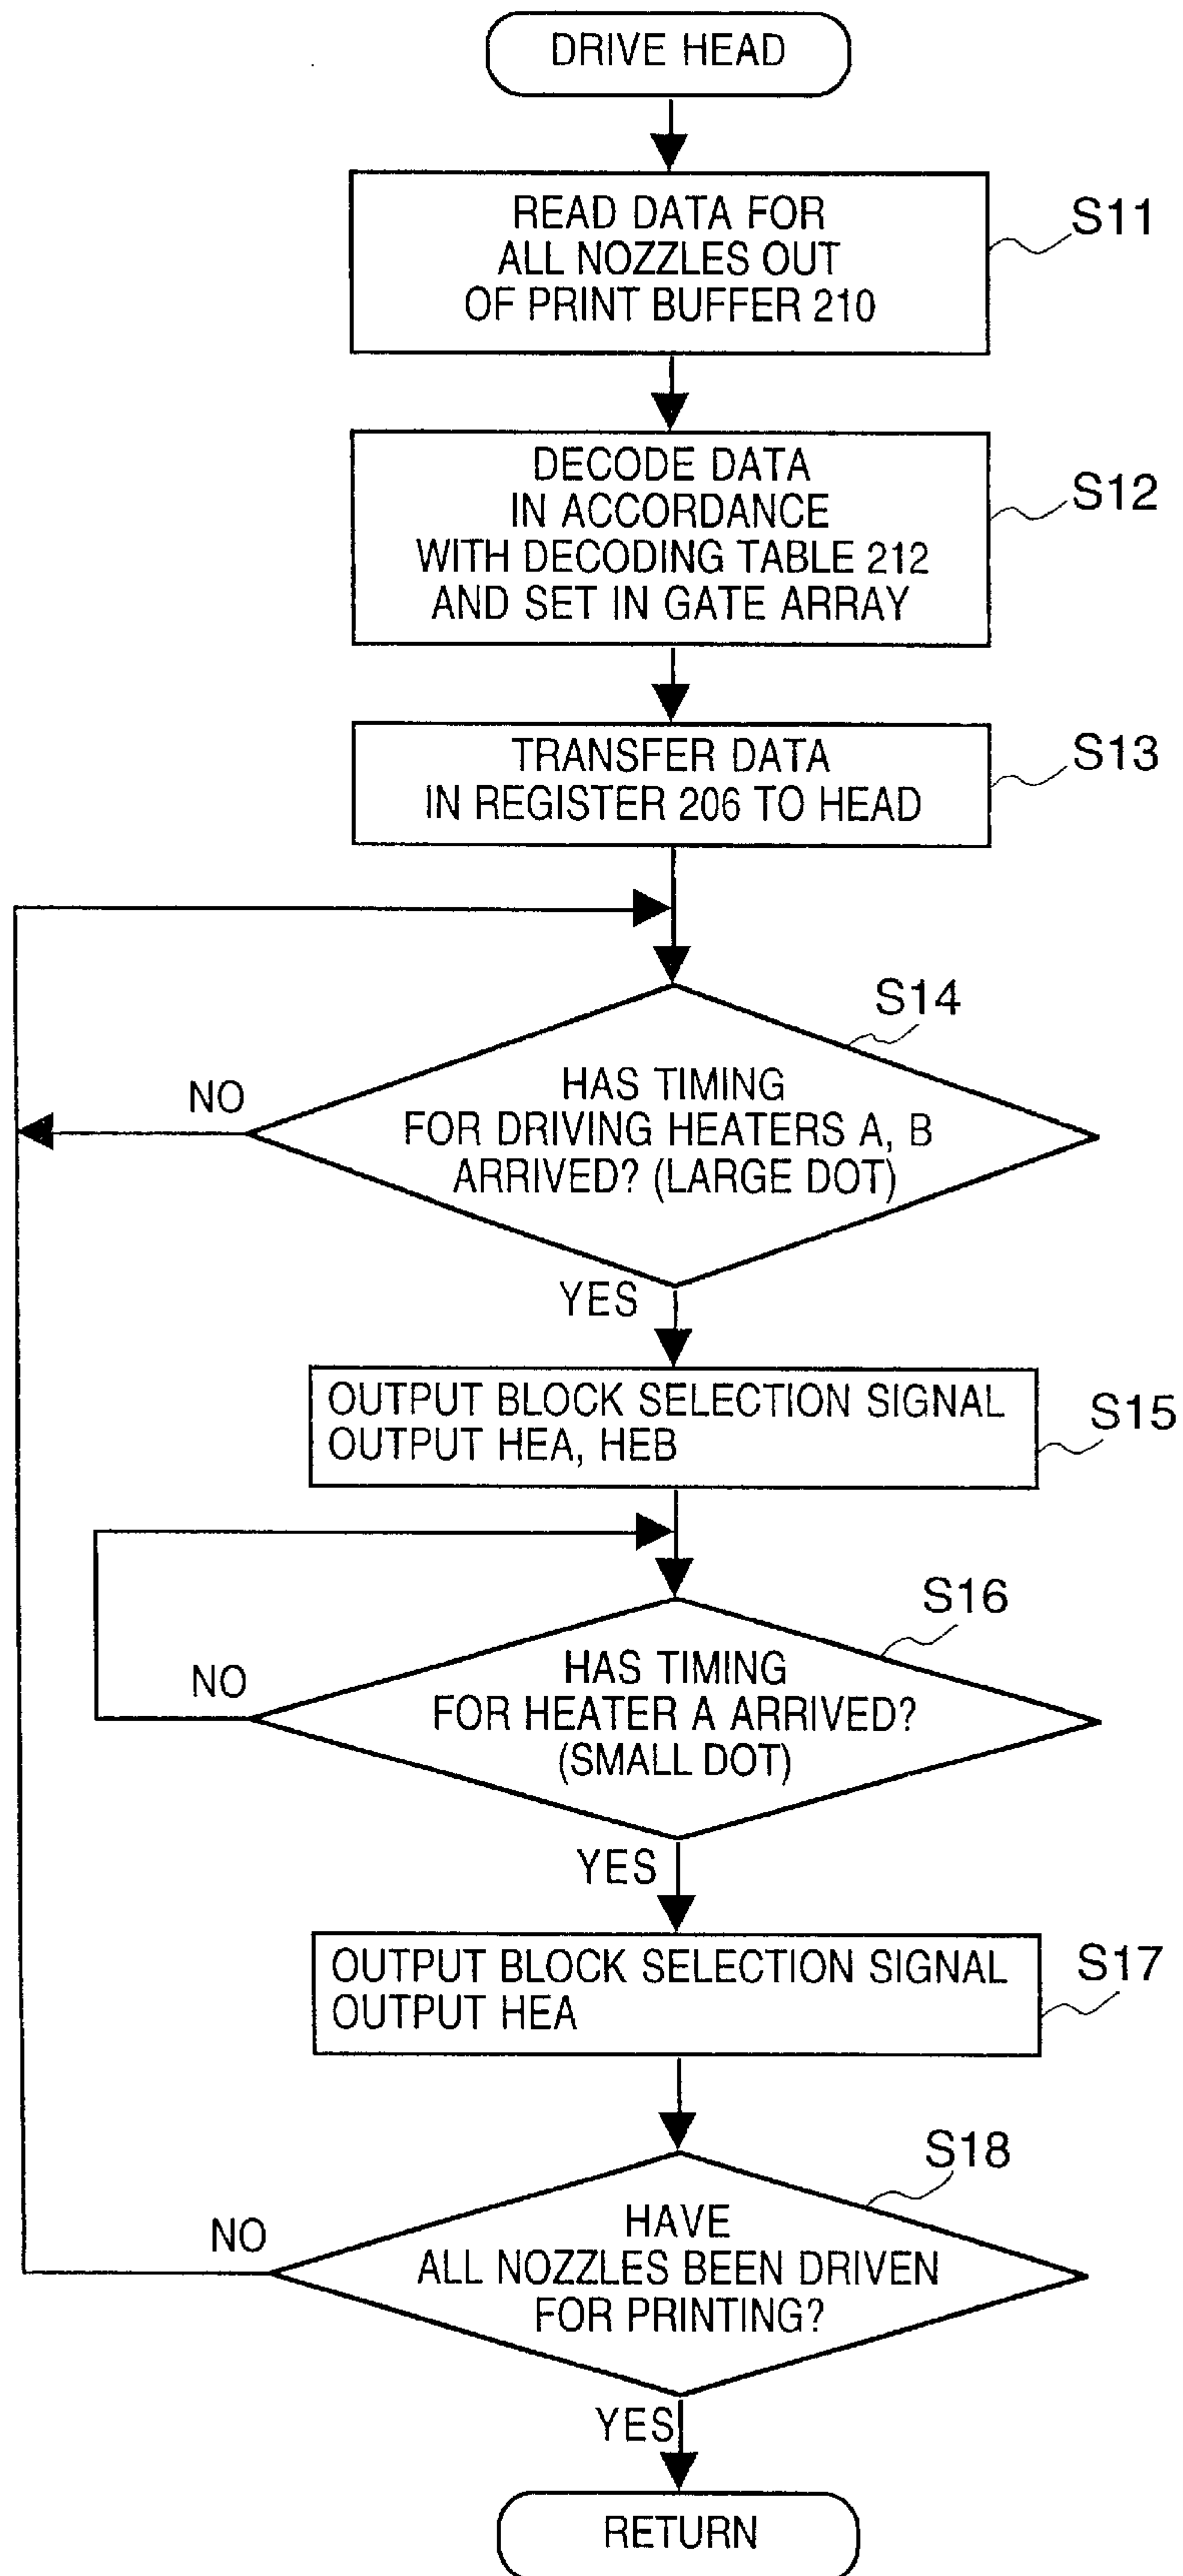 DRIVE HEAD
READ DATA FOR
ALL NOZZLES OUT
OF PRINT BUFFER 210
S11
DECODE DATA
IN ACCORDANCE
WITH DECODING TABLE 212
AND SET IN GATE ARRAY
S12
TRANSFER DATA
IN REGISTER 206 TO HEAD
S13
S14
HAS TIMING
FOR DRIVING HEATERS A, B
ARRIVED? (LARGE DOT)
NO
YES
OUTPUT BLOCK SELECTION SIGNAL
OUTPUT HEA, HEB
S15
S16
HAS TIMING
FOR HEATER A ARRIVED?
(SMALL DOT)
NO
YES
OUTPUT BLOCK SELECTION SIGNAL
OUTPUT HEA
S17
S18
HAVE
ALL NOZZLES BEEN DRIVEN
FOR PRINTING?
NO
YES
RETURN